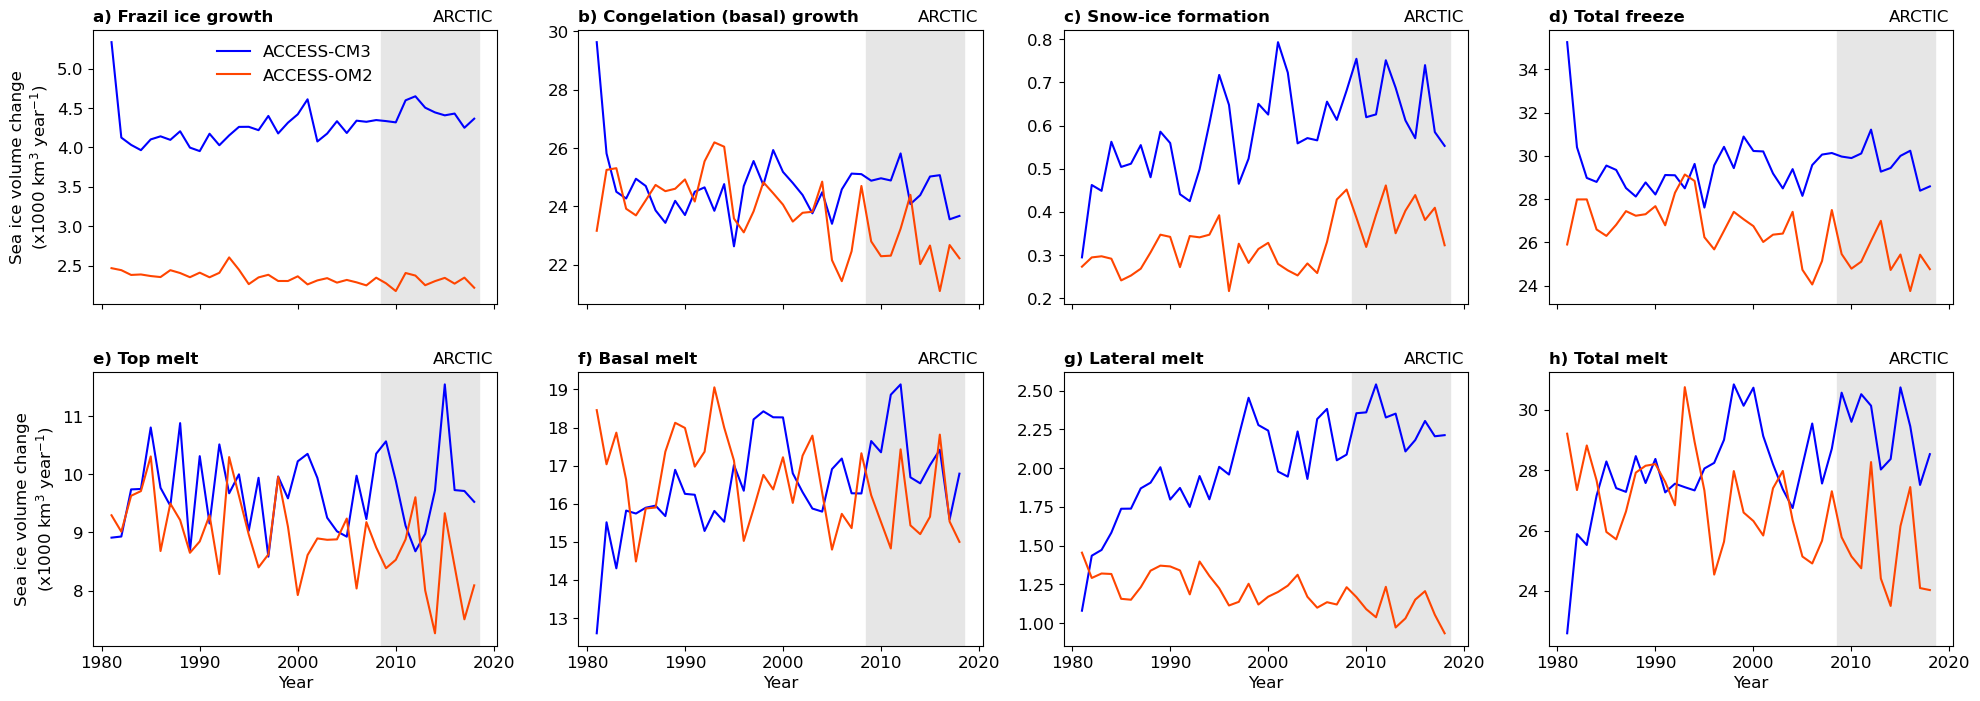 a) Frazil ice growth ARCTIC
b) Congelation (basal) growth ARCTIC
c) Snow-ice formation ARCTIC
d) Total freeze ARCTIC
ACCESS-CM3
ACCESS-OM2
Sea ice volume change
(x1000 km³ year⁻¹)
5.0
4.5
4.0
3.5
3.0
2.5
30
28
26
24
22
0.8
0.7
0.6
0.5
0.4
0.3
0.2
34
32
30
28
26
24
e) Top melt ARCTIC
f) Basal melt ARCTIC
g) Lateral melt ARCTIC
h) Total melt ARCTIC
Sea ice volume change
(x1000 km³ year⁻¹)
11
10
9
8
19
18
17
16
15
14
13
2.50
2.25
2.00
1.75
1.50
1.25
1.00
30
28
26
24
1980 1990 2000 2010 2020
1980 1990 2000 2010 2020
1980 1990 2000 2010 2020
1980 1990 2000 2010 2020
Year
Year
Year
Year